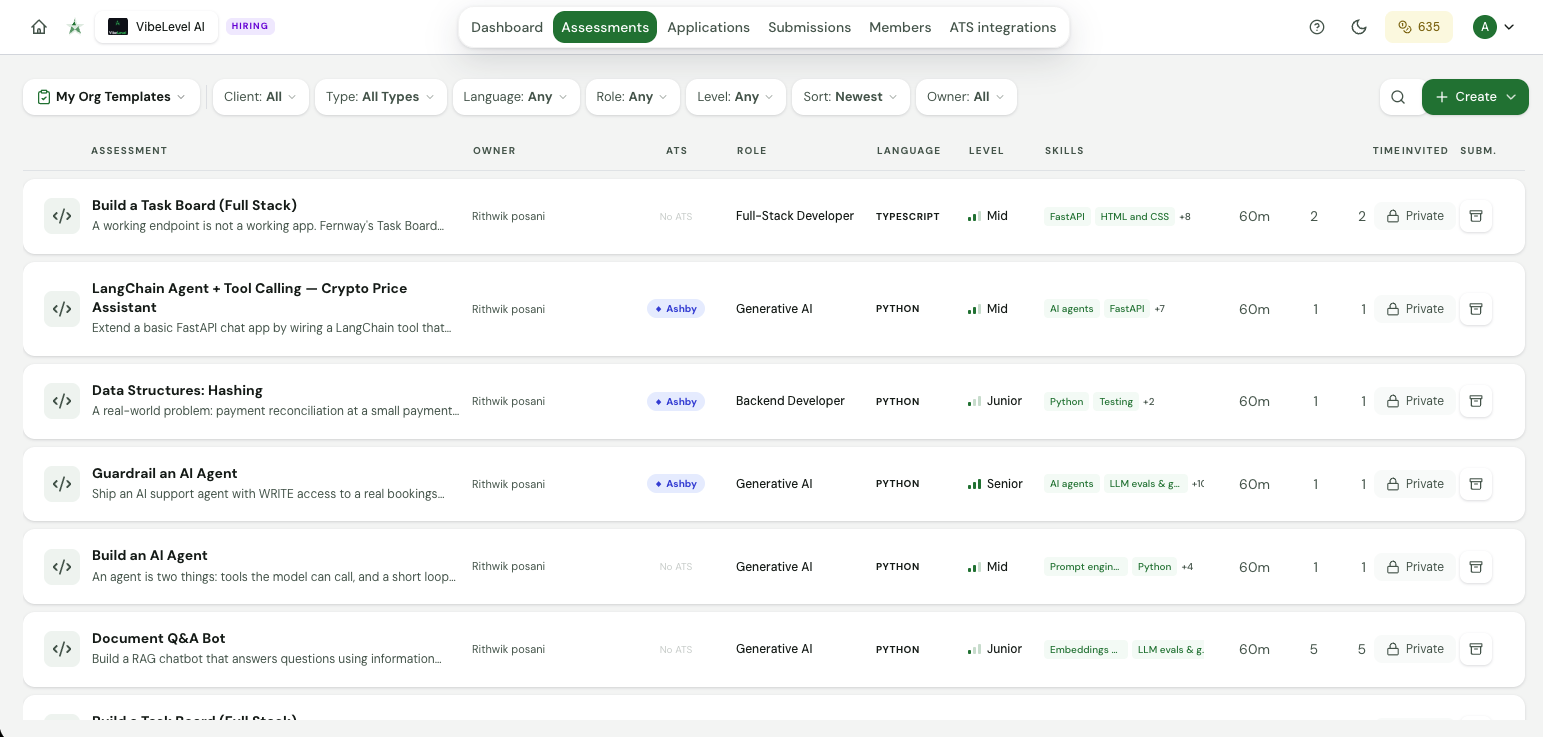 VibeLevel AI
HIRING
Dashboard Assessments Applications Submissions Members ATS integrations
635
A
My Org Templates
Client: All
Type: All Types
Language: Any
Role: Any
Level: Any
Sort: Newest
Owner: All
Create
ASSESSMENT OWNER ATS ROLE LANGUAGE LEVEL SKILLS TIME INVITED SUBM.
Build a Task Board (Full Stack)
A working endpoint is not a working app. Fernway's Task Board…
Rithwik posani No ATS Full-Stack Developer TYPESCRIPT Mid FastAPI HTML and CSS +8 60m 2 2 Private
LangChain Agent + Tool Calling — Crypto Price
Assistant
Extend a basic FastAPI chat app by wiring a LangChain tool that…
Rithwik posani Ashby Generative AI PYTHON Mid AI agents FastAPI +7 60m 1 1 Private
Data Structures: Hashing
A real-world problem: payment reconciliation at a small payment…
Rithwik posani Ashby Backend Developer PYTHON Junior Python Testing +2 60m 1 1 Private
Guardrail an AI Agent
Ship an AI support agent with WRITE access to a real bookings…
Rithwik posani Ashby Generative AI PYTHON Senior AI agents LLM evals & g… +10 60m 1 1 Private
Build an AI Agent
An agent is two things: tools the model can call, and a short loop…
Rithwik posani No ATS Generative AI PYTHON Mid Prompt engin… Python +4 60m 1 1 Private
Document Q&A Bot
Build a RAG chatbot that answers questions using information…
Rithwik posani No ATS Generative AI PYTHON Junior Embeddings … LLM evals & g. 60m 5 5 Private
Build a Task Board (Full Stack)